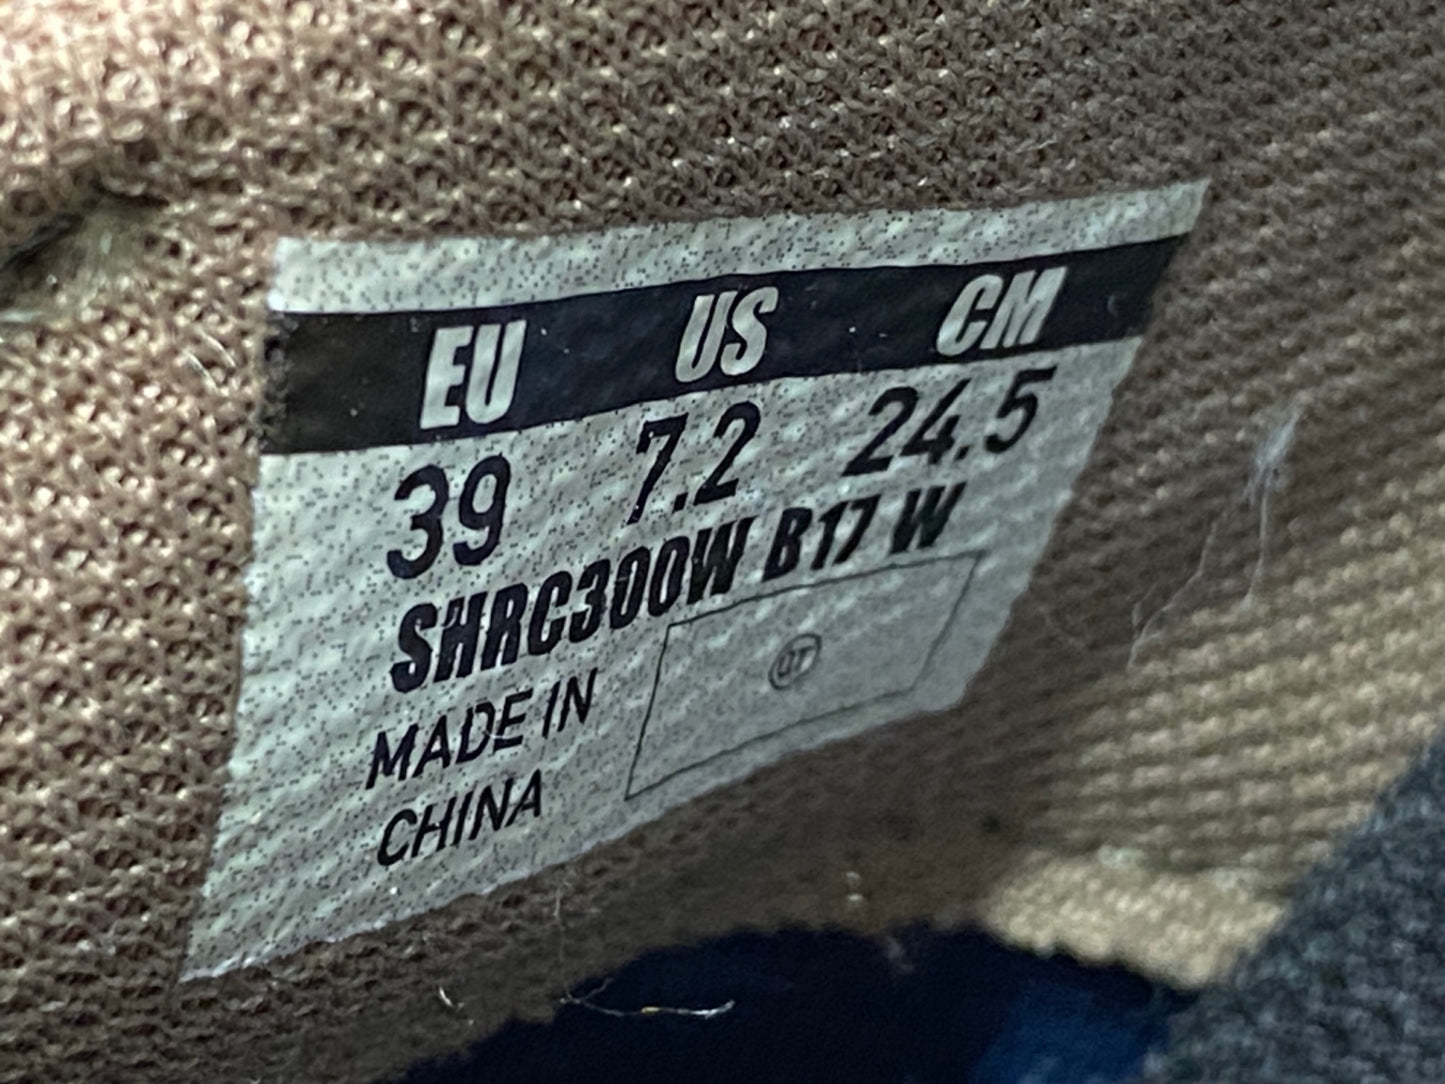 EU US CM
39 7.2 24.5
SHRC300W B17 W
MADE IN
CHINA